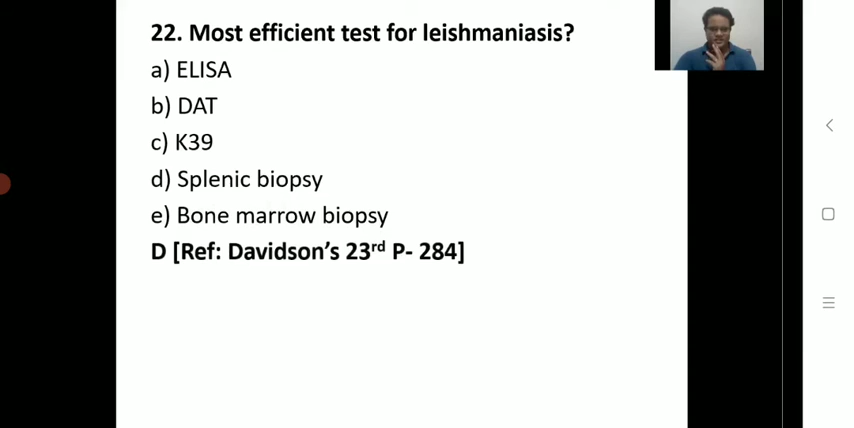 22. Most efficient test for leishmaniasis?
a) ELISA
b) DAT
c) K39
d) Splenic biopsy
e) Bone marrow biopsy
D [Ref: Davidson's 23rd P- 284]